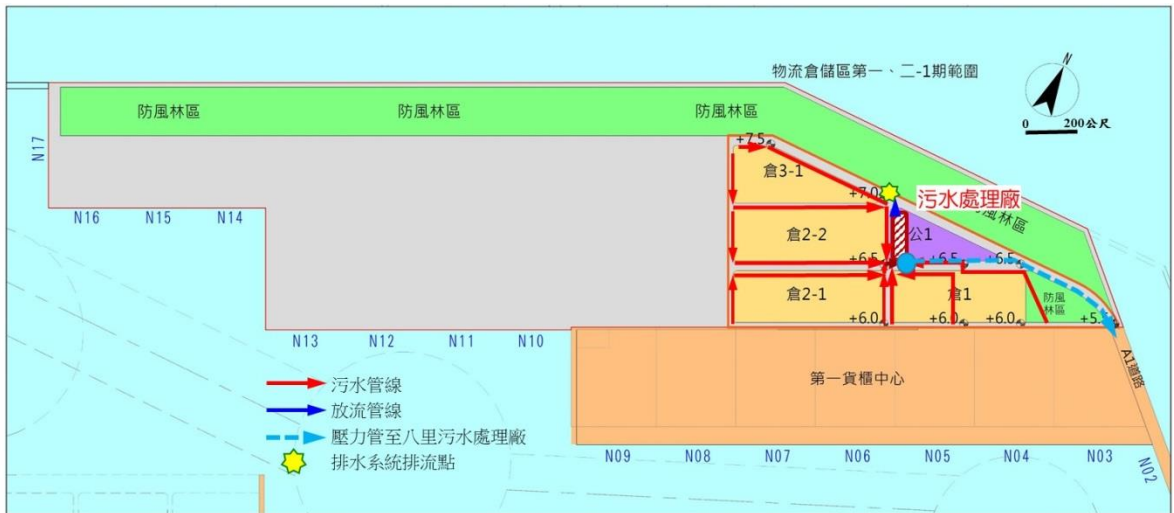 物流倉儲區第一、二-1期範圍
N
0 200公尺
防風林區 防風林區 防風林區
N17
+7.5
倉3-1
+7.0
污水處理廠
防風林區
N16 N15 N14
倉2-2
公1
+6.5 +6.5 +6.5
倉2-1
倉1
防風
林區
+6.0 +6.0 +6.0 +5.
N13 N12 N11 N10
A1道路
第一貨櫃中心
污水管線
放流管線
壓力管至八里污水處理廠
排水系統排流點
N09 N08 N07 N06 N05 N04 N03 N02